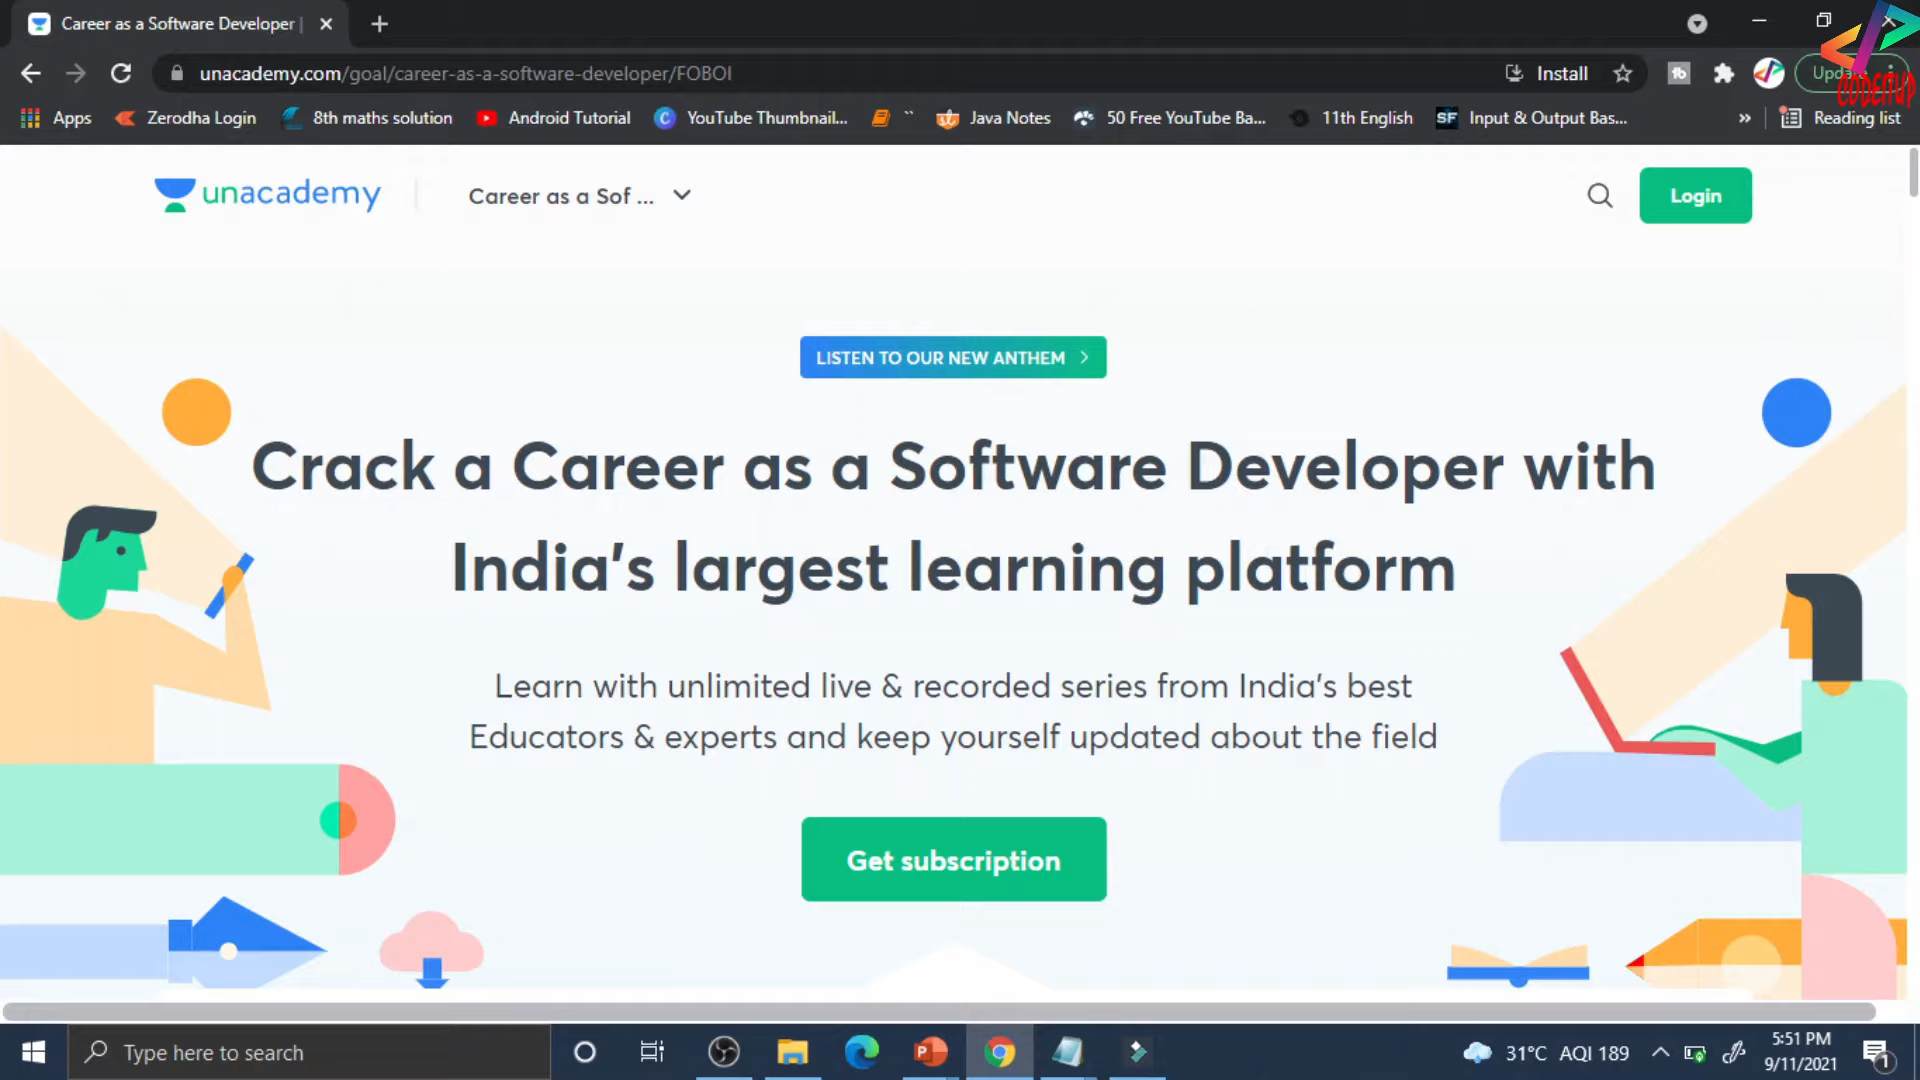 Career as a Software Developer |
unacademy.com/goal/career-as-a-software-developer/FOBOI
Install
Apps
Zerodha Login
8th maths solution
Android Tutorial
YouTube Thumbnail...
``
Java Notes
50 Free YouTube Ba...
11th English
SF
Input & Output Bas...
»
Reading list
CODEITUP
unacademy
Career as a Sof ...
Login
LISTEN TO OUR NEW ANTHEM
Crack a Career as a Software Developer with
India's largest learning platform
Learn with unlimited live & recorded series from India's best
Educators & experts and keep yourself updated about the field
Get subscription
Type here to search
31°C AQI 189
5:51 PM
9/11/2021
1